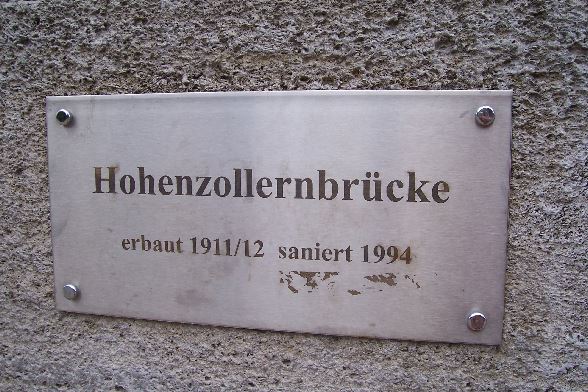 Hohenzollernbrücke
erbaut 1911/12 saniert 1994